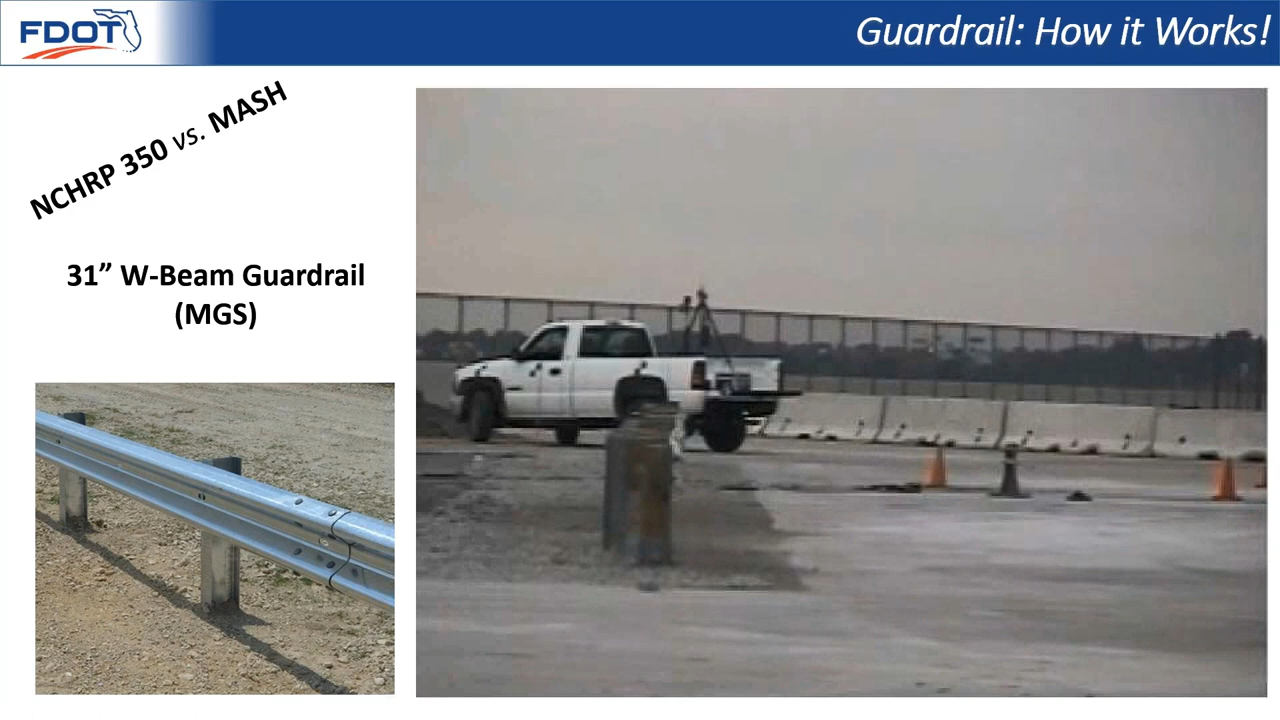 FDOT
Guardrail: How it Works!
NCHRP 350 vs. MASH
31” W-Beam Guardrail
(MGS)